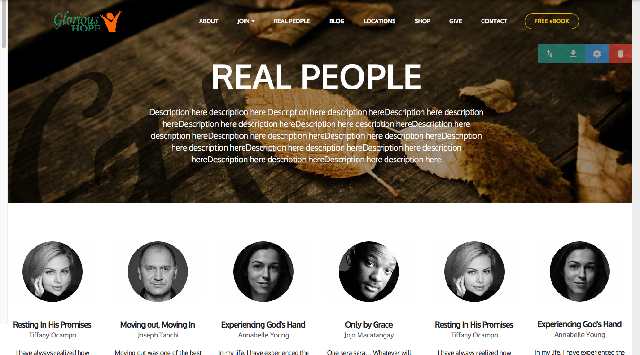 Glorious
HOPE
ABOUT JOIN REAL PEOPLE BLOG LOCATIONS SHOP GIVE CONTACT FREE eBOOK
REAL PEOPLE
Description here description here Description here description hereDescription here description
hereDescription here description hereDescription here description hereDescription here
description hereDescription here description hereDescription here description hereDescription
here description hereDescription here description hereDescription here description
hereDescription here description hereDescription here description here
Resting In His Promises Moving out, Moving In Experiencing God's Hand Only by Grace Resting In His Promises Experiencing God's Hand
Tiffany Ocampo Joseph Tanchi Annabelle Young Jojo Macatangay Tiffany Ocampo Annabelle Young
I have always realized how Moving out was one of the best In my life, I have experienced the Que sera sera... Whatever will I have always realized how In my life, I have experienced the